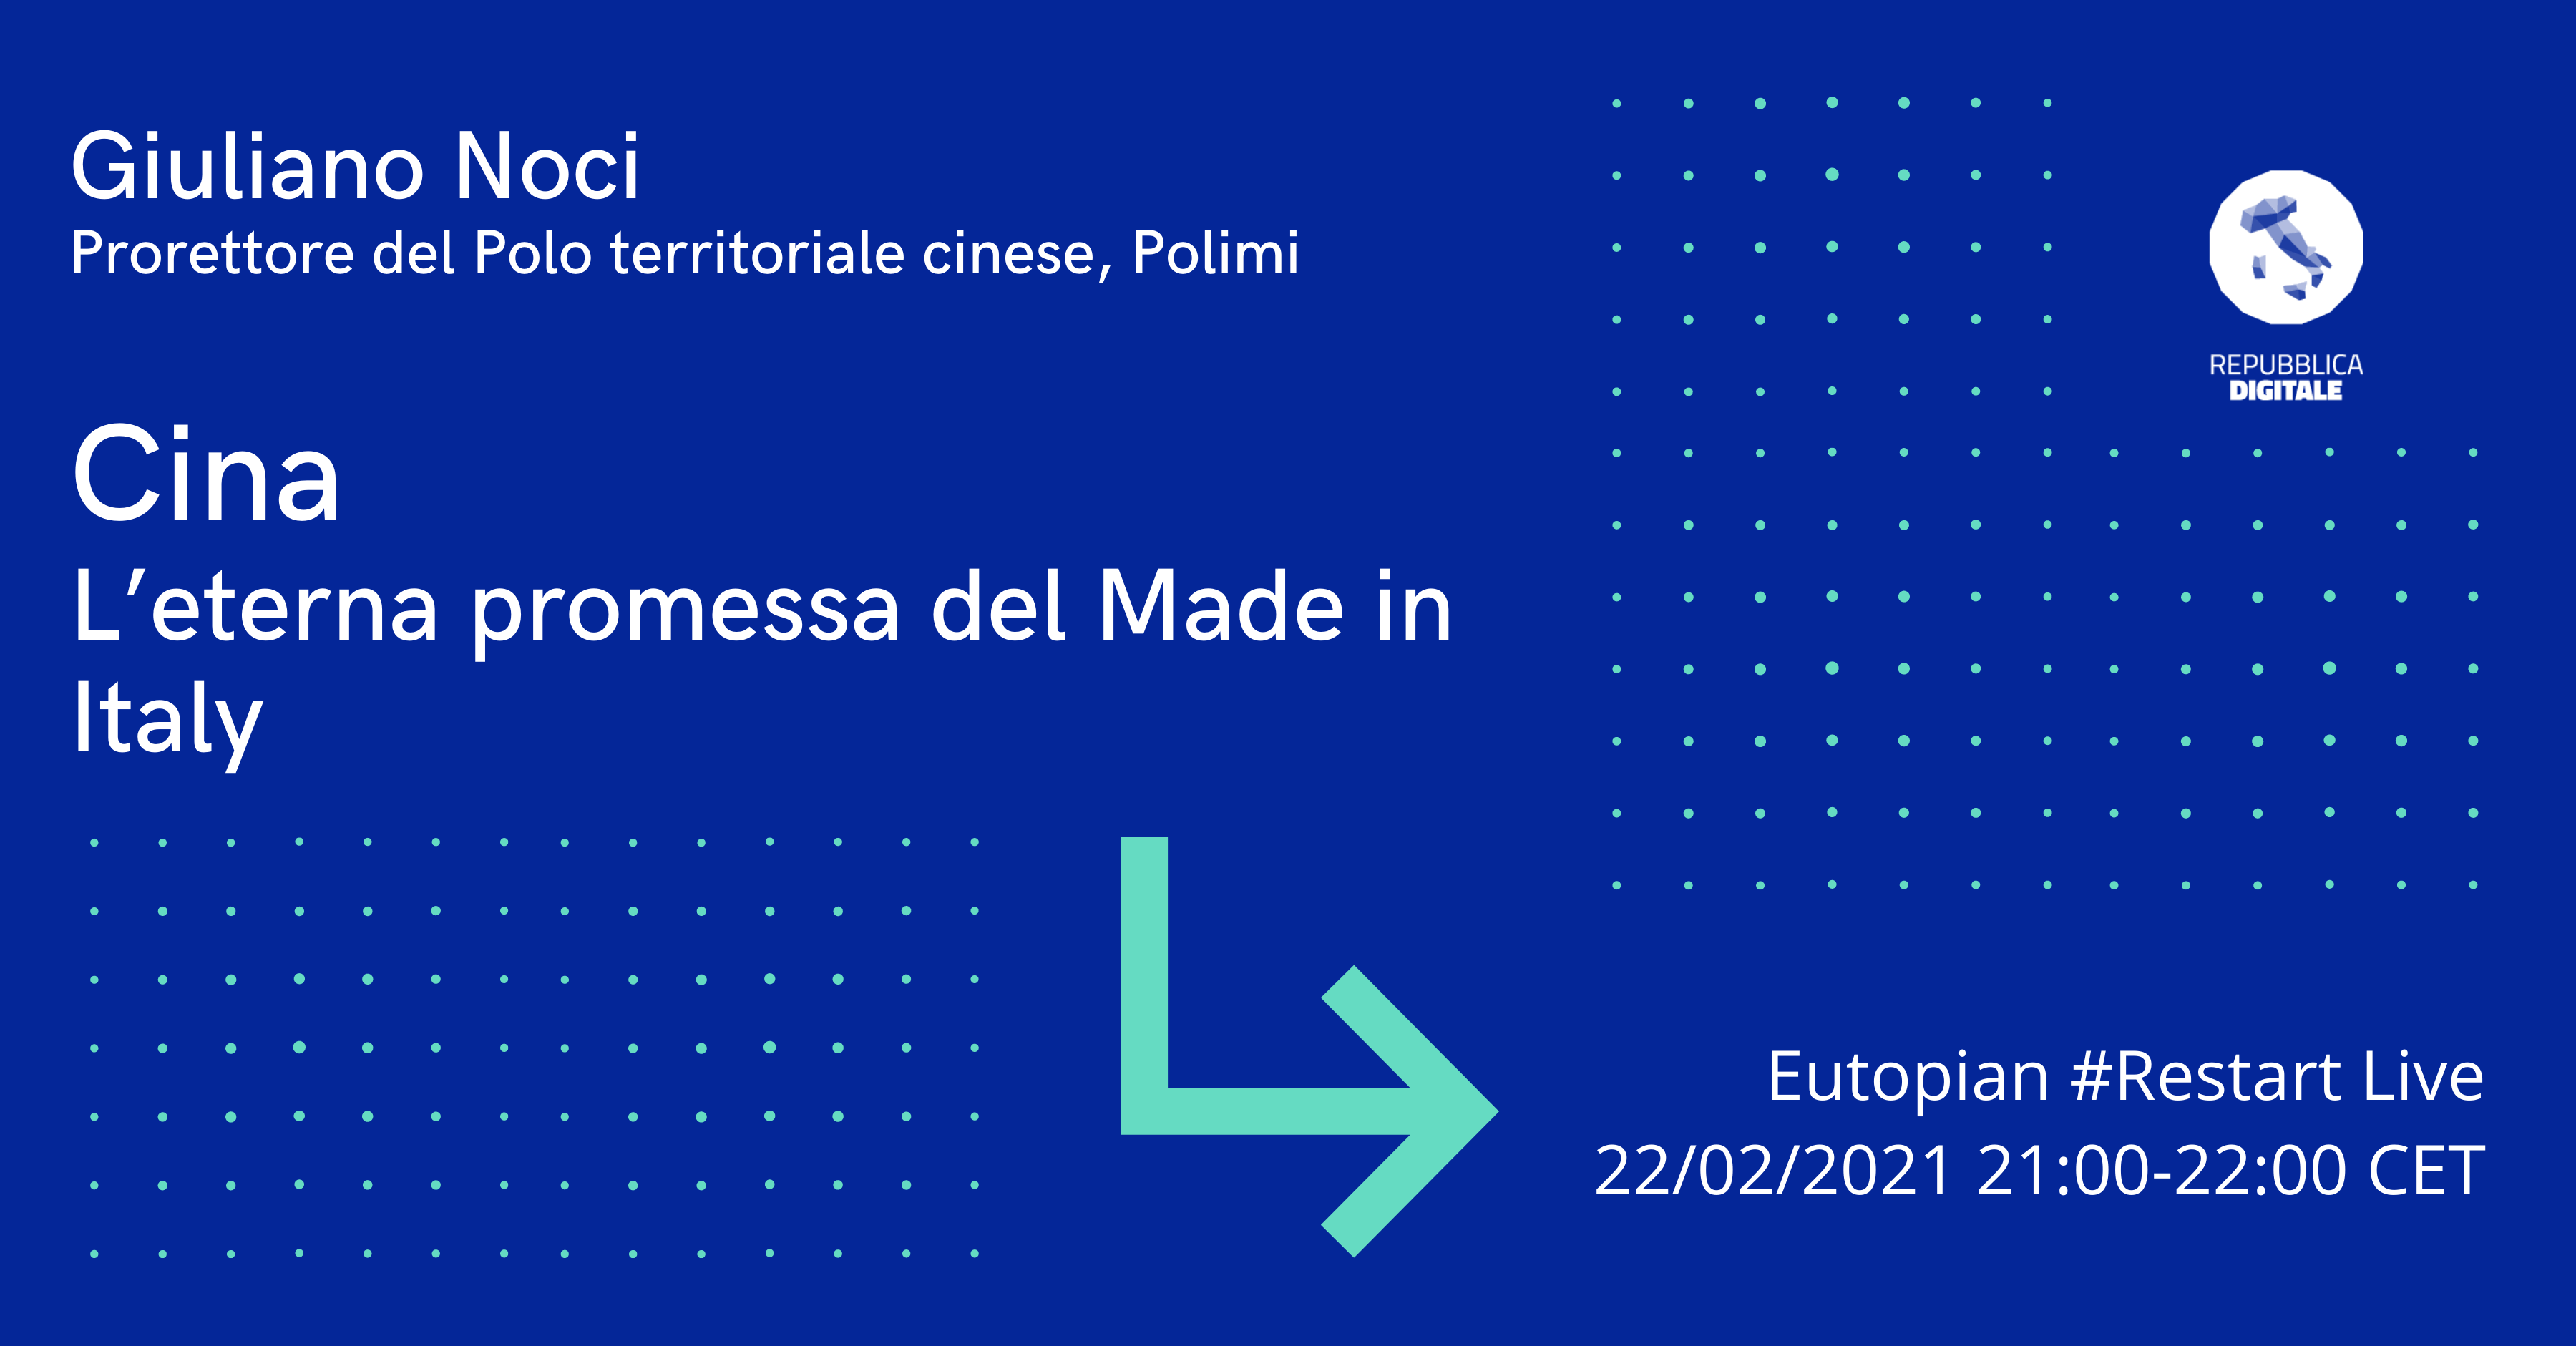 Giuliano Noci
Prorettore del Polo territoriale cinese, Polimi
REPUBBLICA
DIGITALE
Cina
L’eterna promessa del Made in
Italy
Eutopian #Restart Live
22/02/2021 21:00-22:00 CET